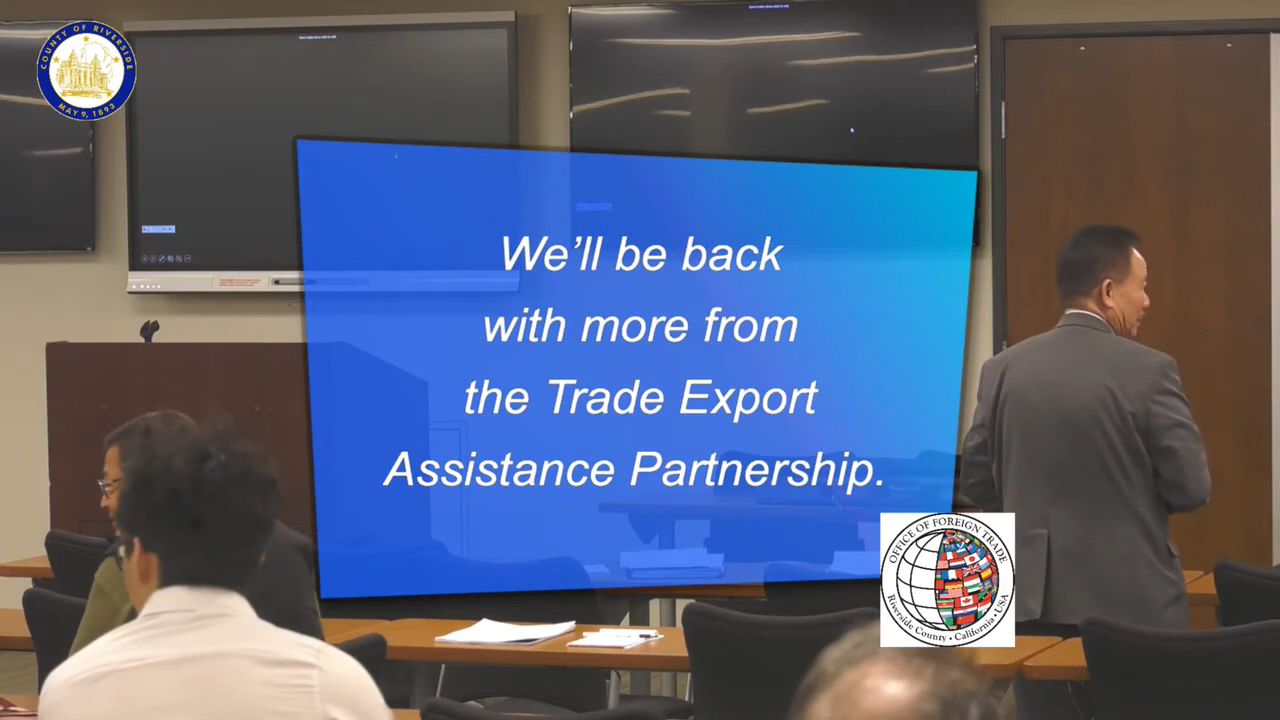 COUNTY OF RIVERSIDE
MAY 9, 1893
We'll be back
with more from
the Trade Export
Assistance Partnership.
OFFICE OF FOREIGN TRADE
Riverside County • California • USA